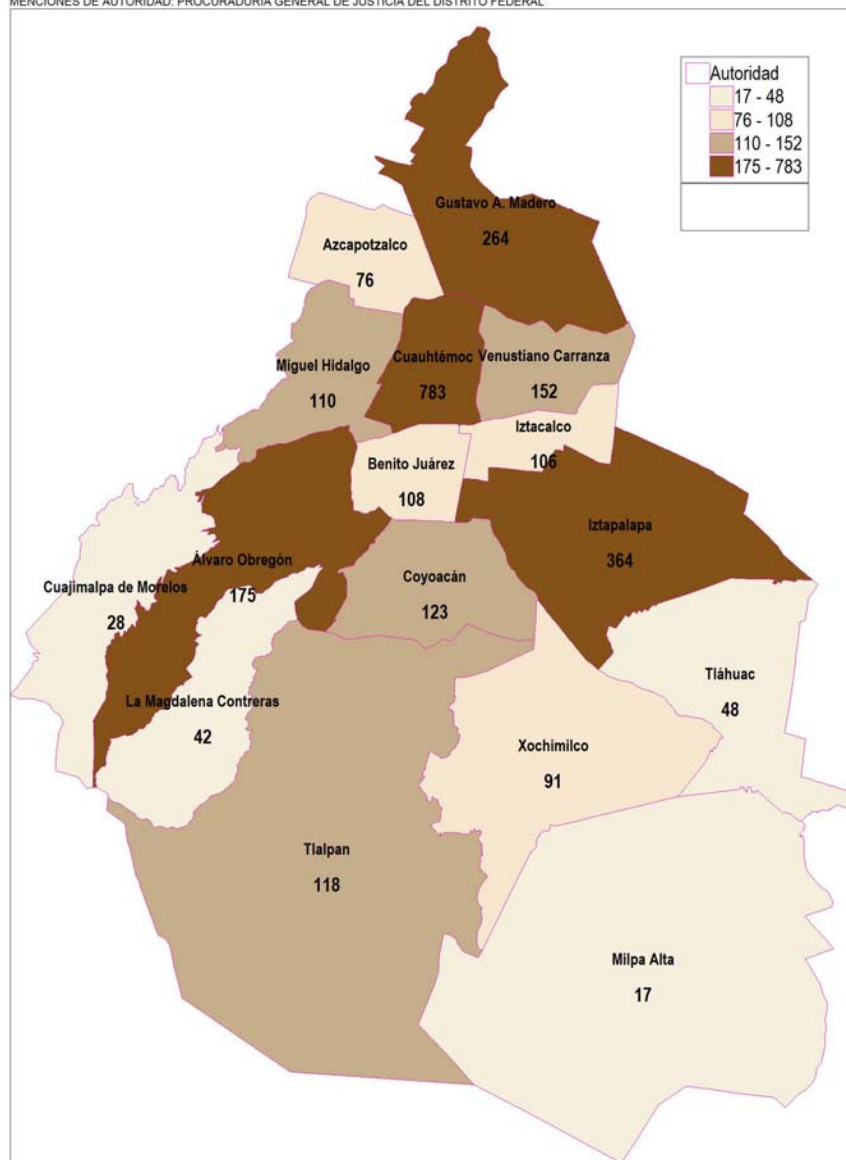 MENCIONES DE AUTORIDAD: PROCURADURÍA GENERAL DE JUSTICIA DEL DISTRITO FEDERAL
Autoridad
17 - 48
76 - 108
110 - 152
175 - 783
Gustavo A. Madero
264
Azcapotzalco
76
Miguel Hidalgo
110
Cuauhtémoc
783
Venustiano Carranza
152
Iztacalco
106
Benito Juárez
108
Iztapalapa
364
Álvaro Obregón
175
Cuajimalpa de Morelos
28
Coyoacán
123
Tláhuac
48
La Magdalena Contreras
42
Xochimilco
91
Tlalpan
118
Milpa Alta
17